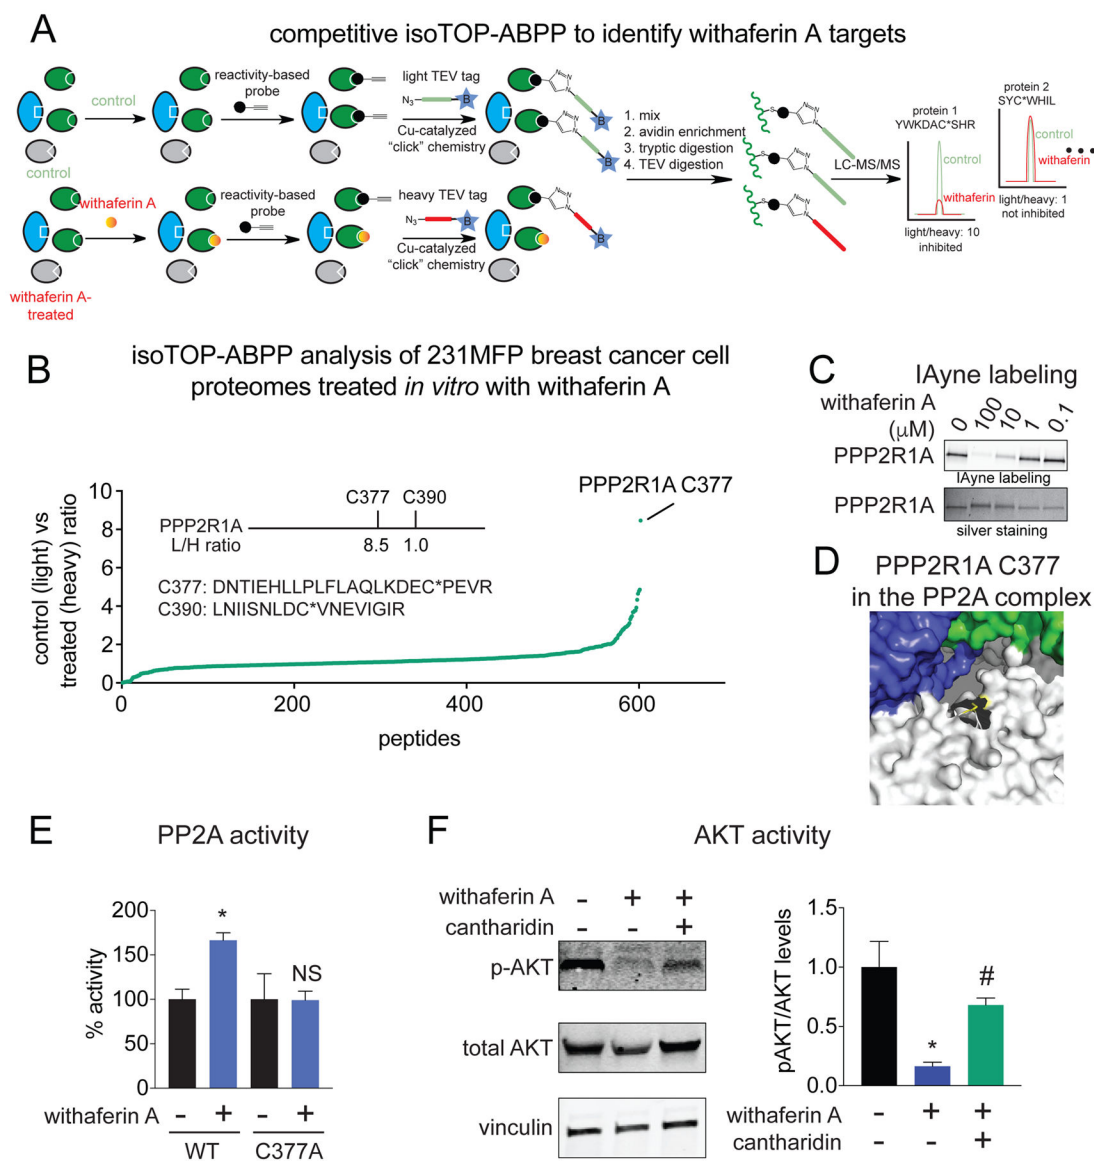 A
competitive isoTOP-ABPP to identify withaferin A targets
control
reactivity-based
probe
light TEV tag
N3
B
Cu-catalyzed
"click" chemistry
N=N
N
B
N=N
N
B
1. mix
2. avidin enrichment
3. tryptic digestion
4. TEV digestion
S
N=N
N
S
N=N
N
S
N=N
N
LC-MS/MS
protein 1
YWKDAC*SHR
control
withaferin
light/heavy: 10
inhibited
protein 2
SYC*WHIL
control
withaferin
light/heavy: 1
not inhibited
control
withaferin A
reactivity-based
probe
heavy TEV tag
N3
B
Cu-catalyzed
"click" chemistry
N=N
N
B
withaferin A-
treated
B
isoTOP-ABPP analysis of 231MFP breast cancer cell
proteomes treated in vitro with withaferin A
control (light) vs
treated (heavy) ratio
10
8
6
4
2
0
0
200
400
600
peptides
C377 C390
PPP2R1A
L/H ratio 8.5 1.0
C377: DNTIEHLLPLFLAQLKDEC*PEVR
C390: LNIISNLDC*VNEVIGIR
PPP2R1A C377
C
IAyne labeling
withaferin A
(μM)
0 100 10 1 0.1
PPP2R1A
IAyne labeling
PPP2R1A
silver staining
D
PPP2R1A C377
in the PP2A complex
E
PP2A activity
% activity
200
150
100
50
0
*
NS
withaferin A - + - +
WT C377A
F
AKT activity
withaferin A - + +
cantharidin - - +
p-AKT
total AKT
vinculin
pAKT/AKT levels
1.5
1.0
0.5
0.0
*
#
withaferin A - + +
cantharidin - - +